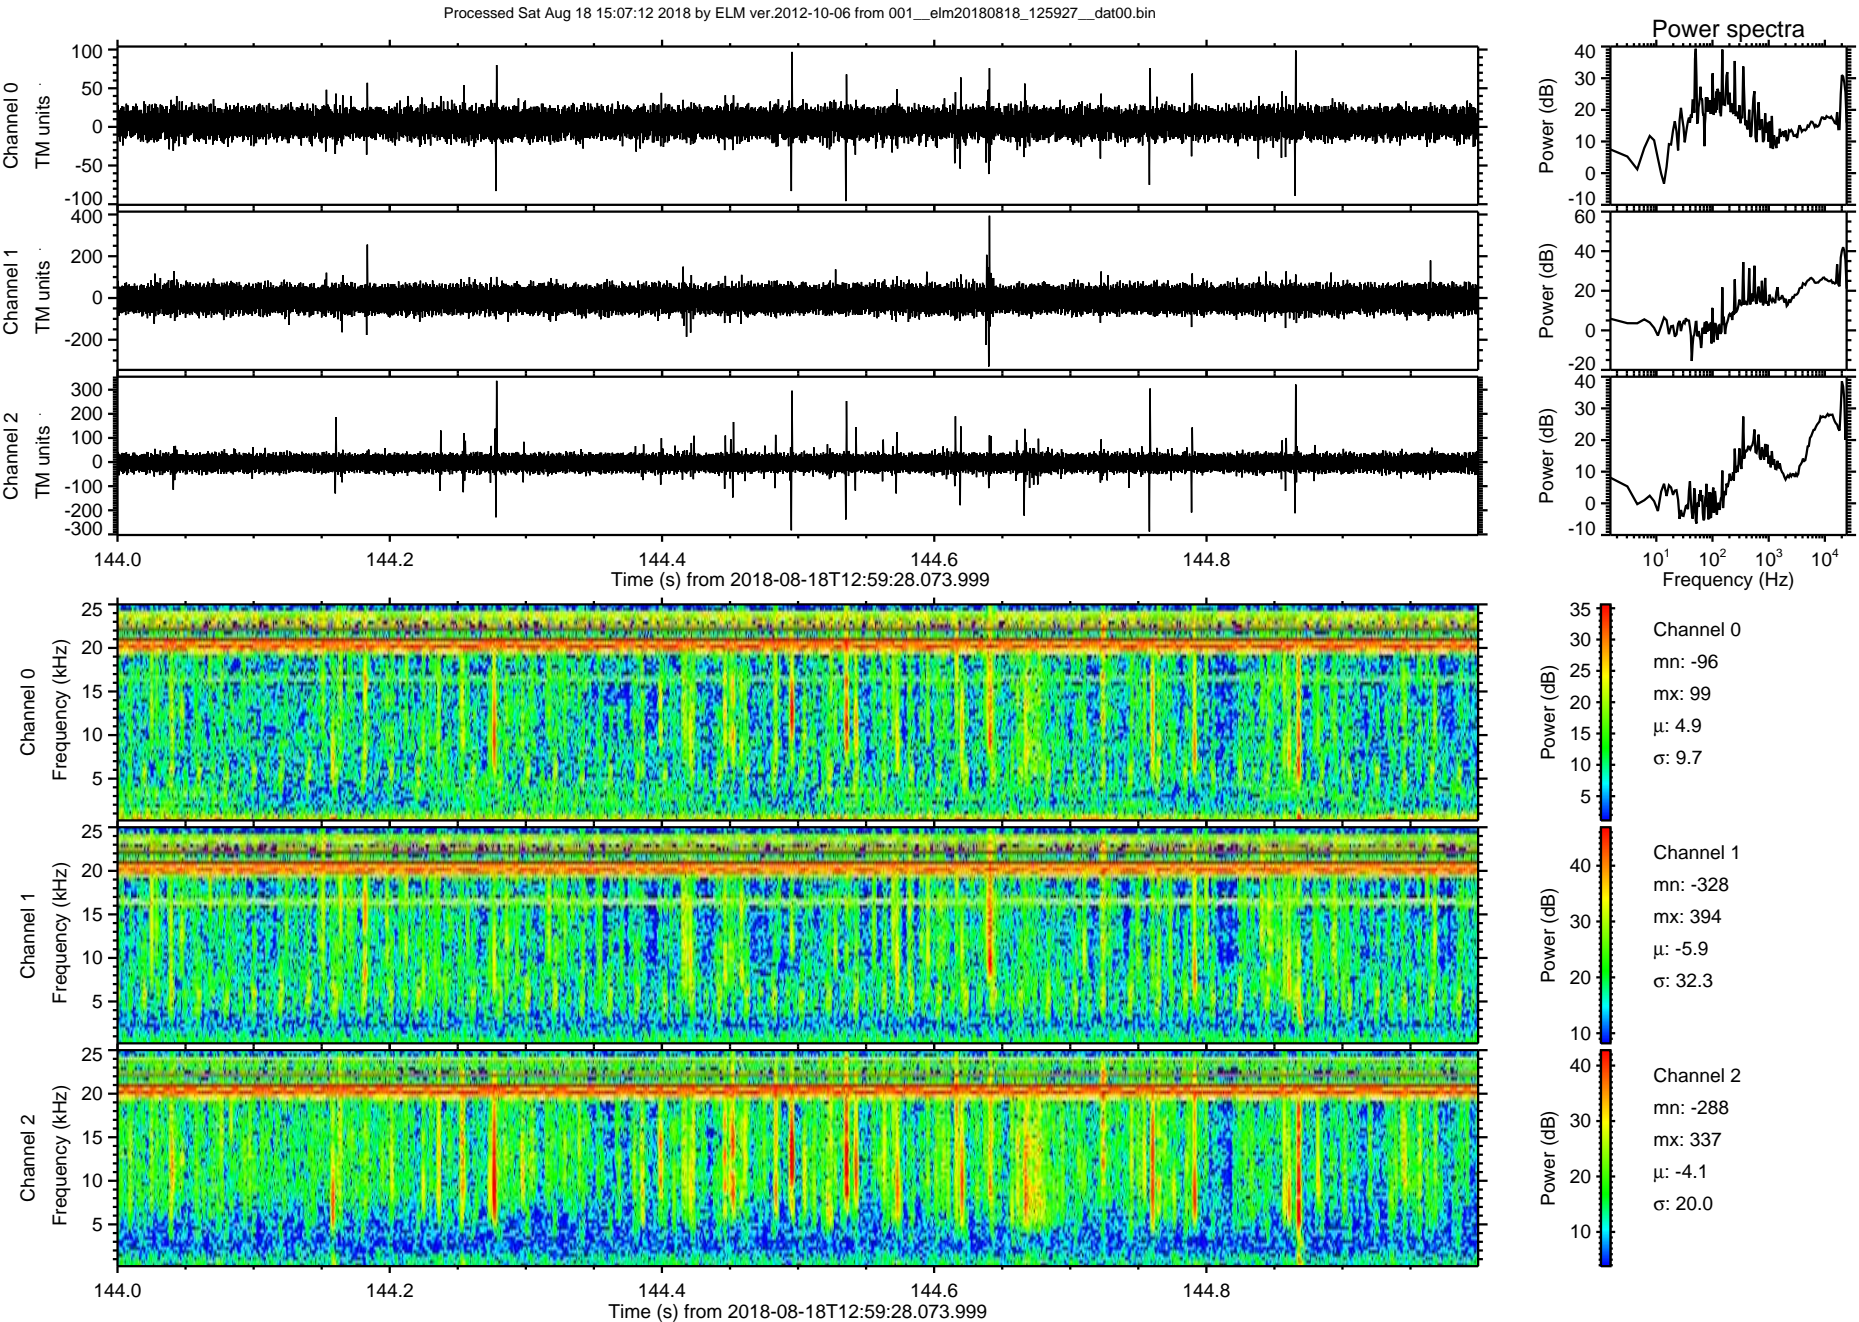 Processed Sat Aug 18 15:07:12 2018 by ELM ver.2012-10-06 from 001__elm20180818_125927__dat00.bin
Power spectra
Channel 0
TM units
100
50
0
-50
-100
Power (dB)
40
30
20
10
0
-10
Channel 1
TM units
400
200
0
-200
Power (dB)
60
40
20
0
-20
Channel 2
TM units
300
200
100
0
-100
-200
-300
Power (dB)
40
30
20
10
0
-10
144.0 144.2 144.4 144.6 144.8
Time (s) from 2018-08-18T12:59:28.073.999
10^1 10^2 10^3 10^4
Frequency (Hz)
Channel 0
Frequency (kHz)
25
20
15
10
5
Power (dB)
35
30
25
20
15
10
5
Channel 0
mn: -96
mx: 99
μ: 4.9
σ: 9.7
Channel 1
Frequency (kHz)
25
20
15
10
5
Power (dB)
40
30
20
10
Channel 1
mn: -328
mx: 394
μ: -5.9
σ: 32.3
Channel 2
Frequency (kHz)
25
20
15
10
5
Power (dB)
40
30
20
10
Channel 2
mn: -288
mx: 337
μ: -4.1
σ: 20.0
144.0 144.2 144.4 144.6 144.8
Time (s) from 2018-08-18T12:59:28.073.999